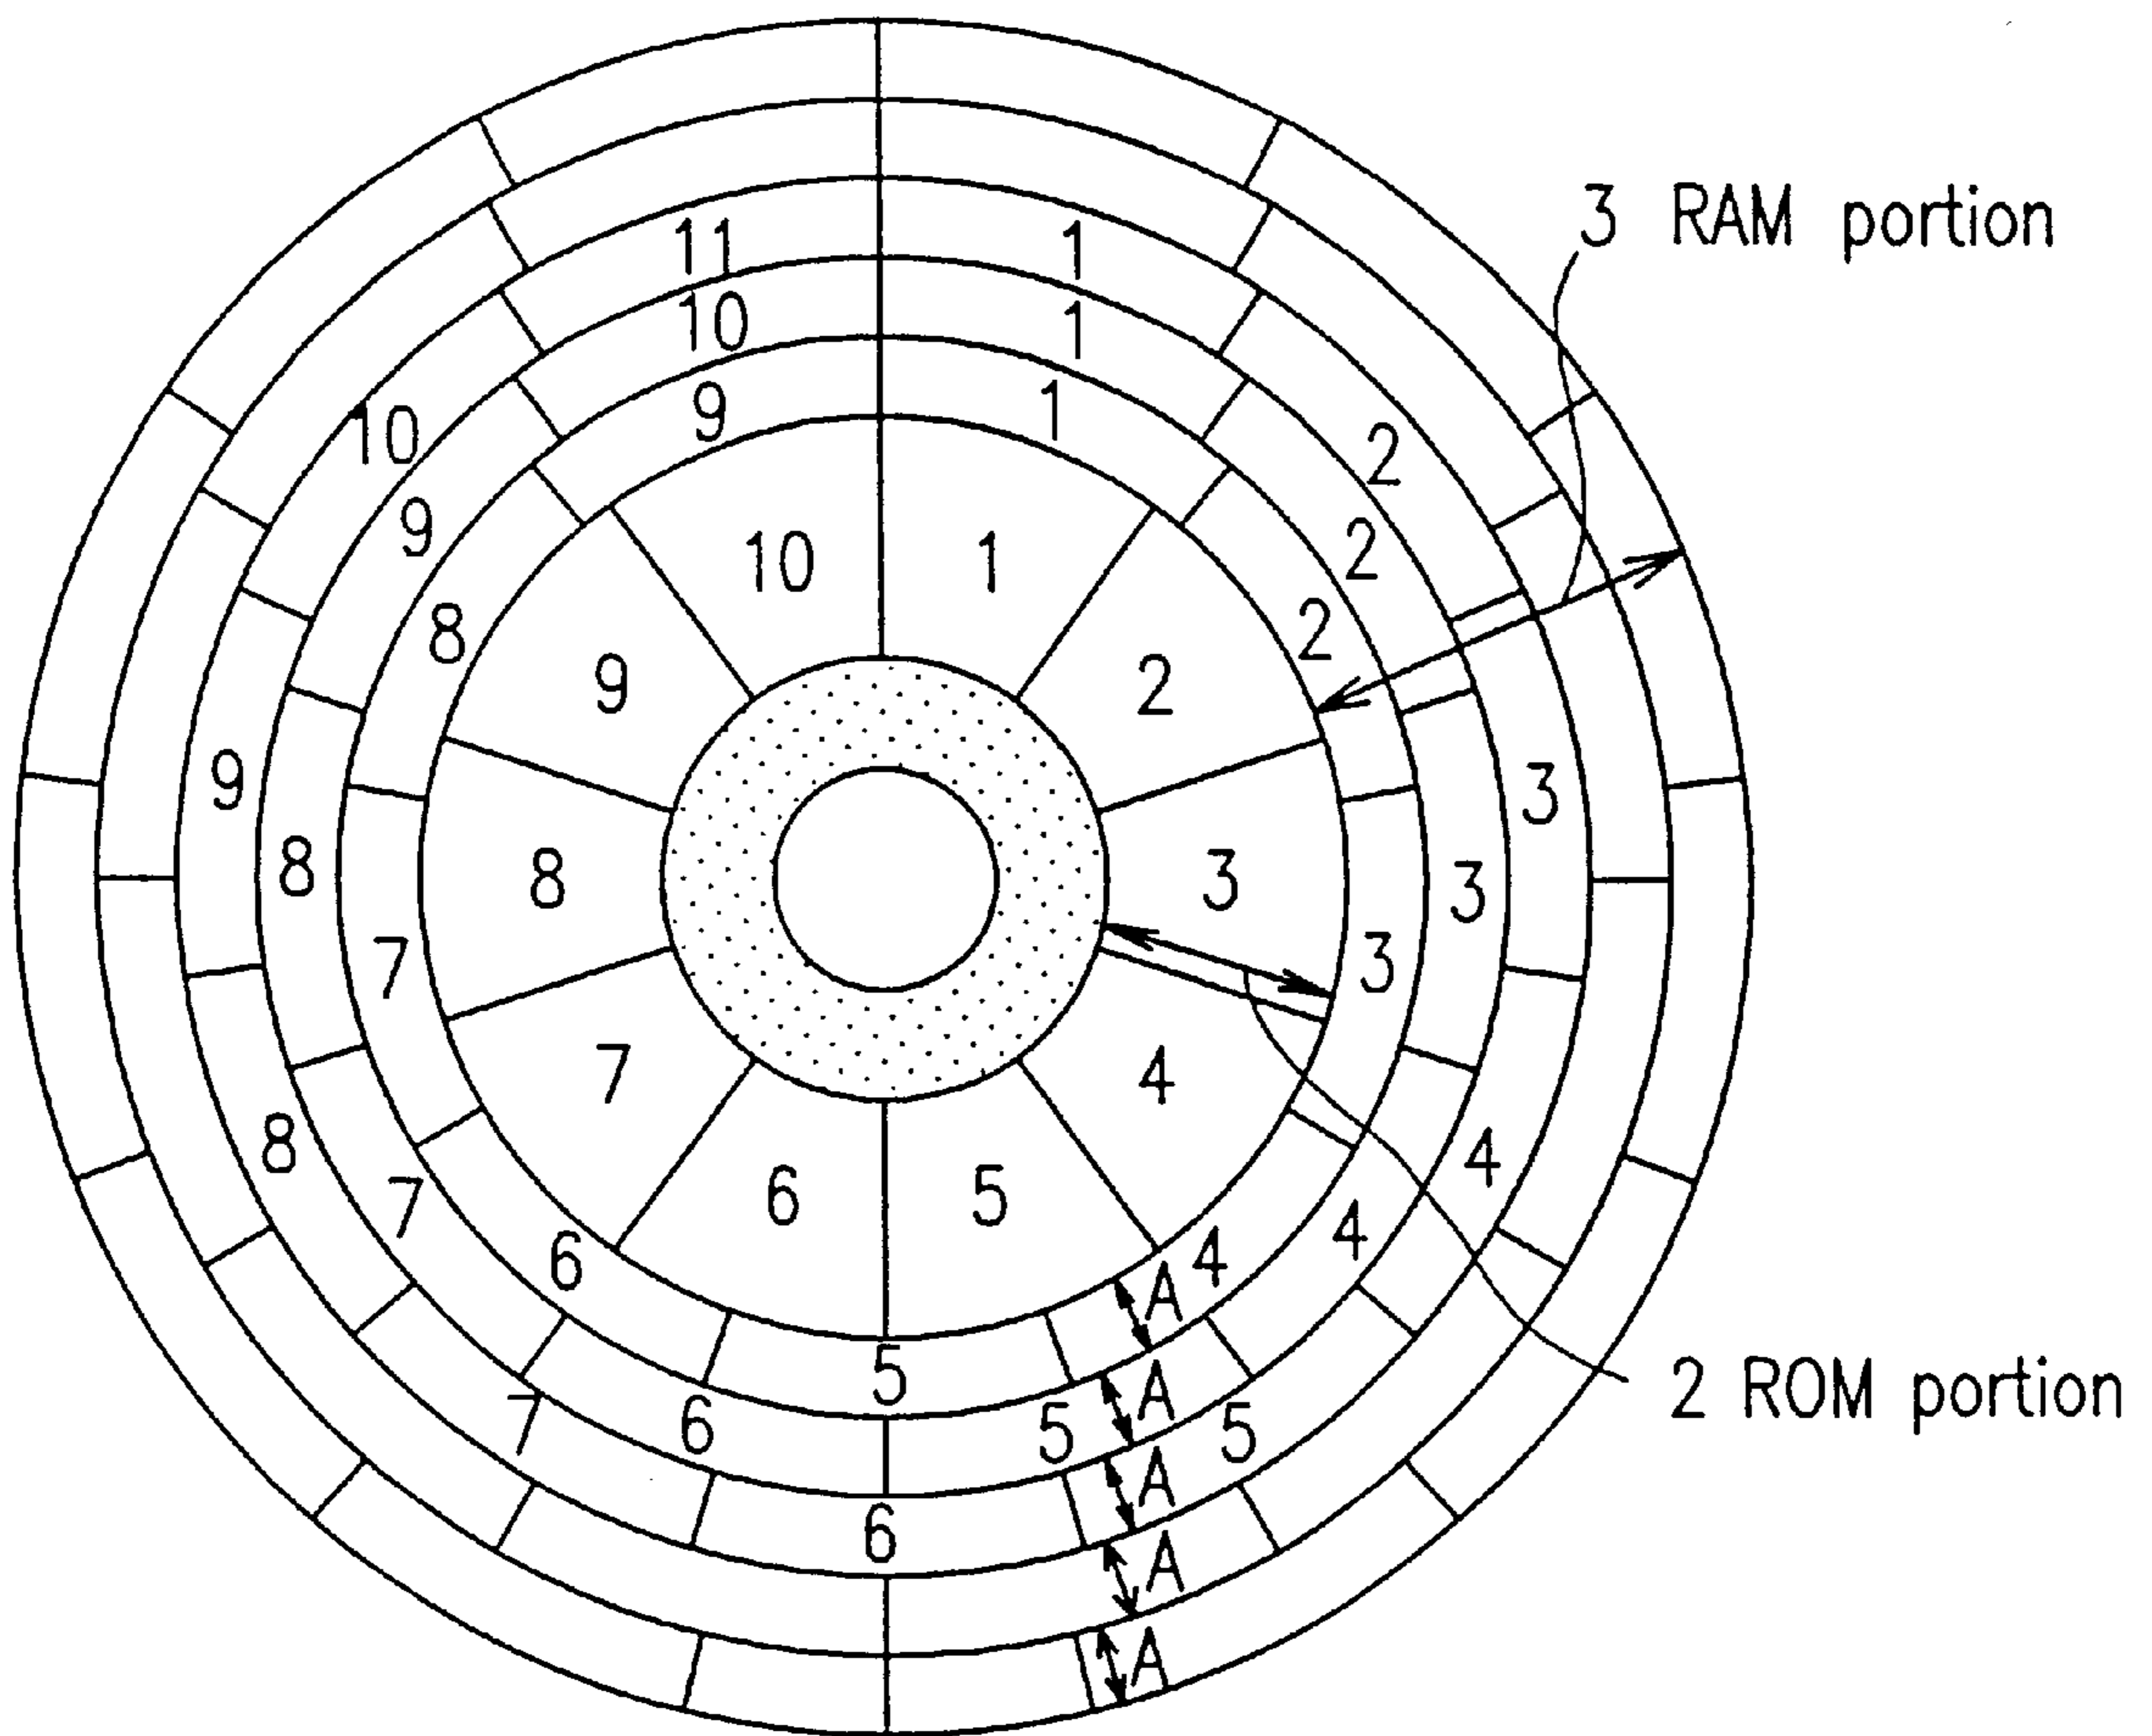 3 RAM portion
11 1
10 1
9 1
10 2
9 2
8 2
10 1
9 2
9 3
8 8 3 3
7 3
7 4
8 4
7 6 5 4
6 4
A
5 A
7 6 5 5
A
6 A
A
2 ROM portion